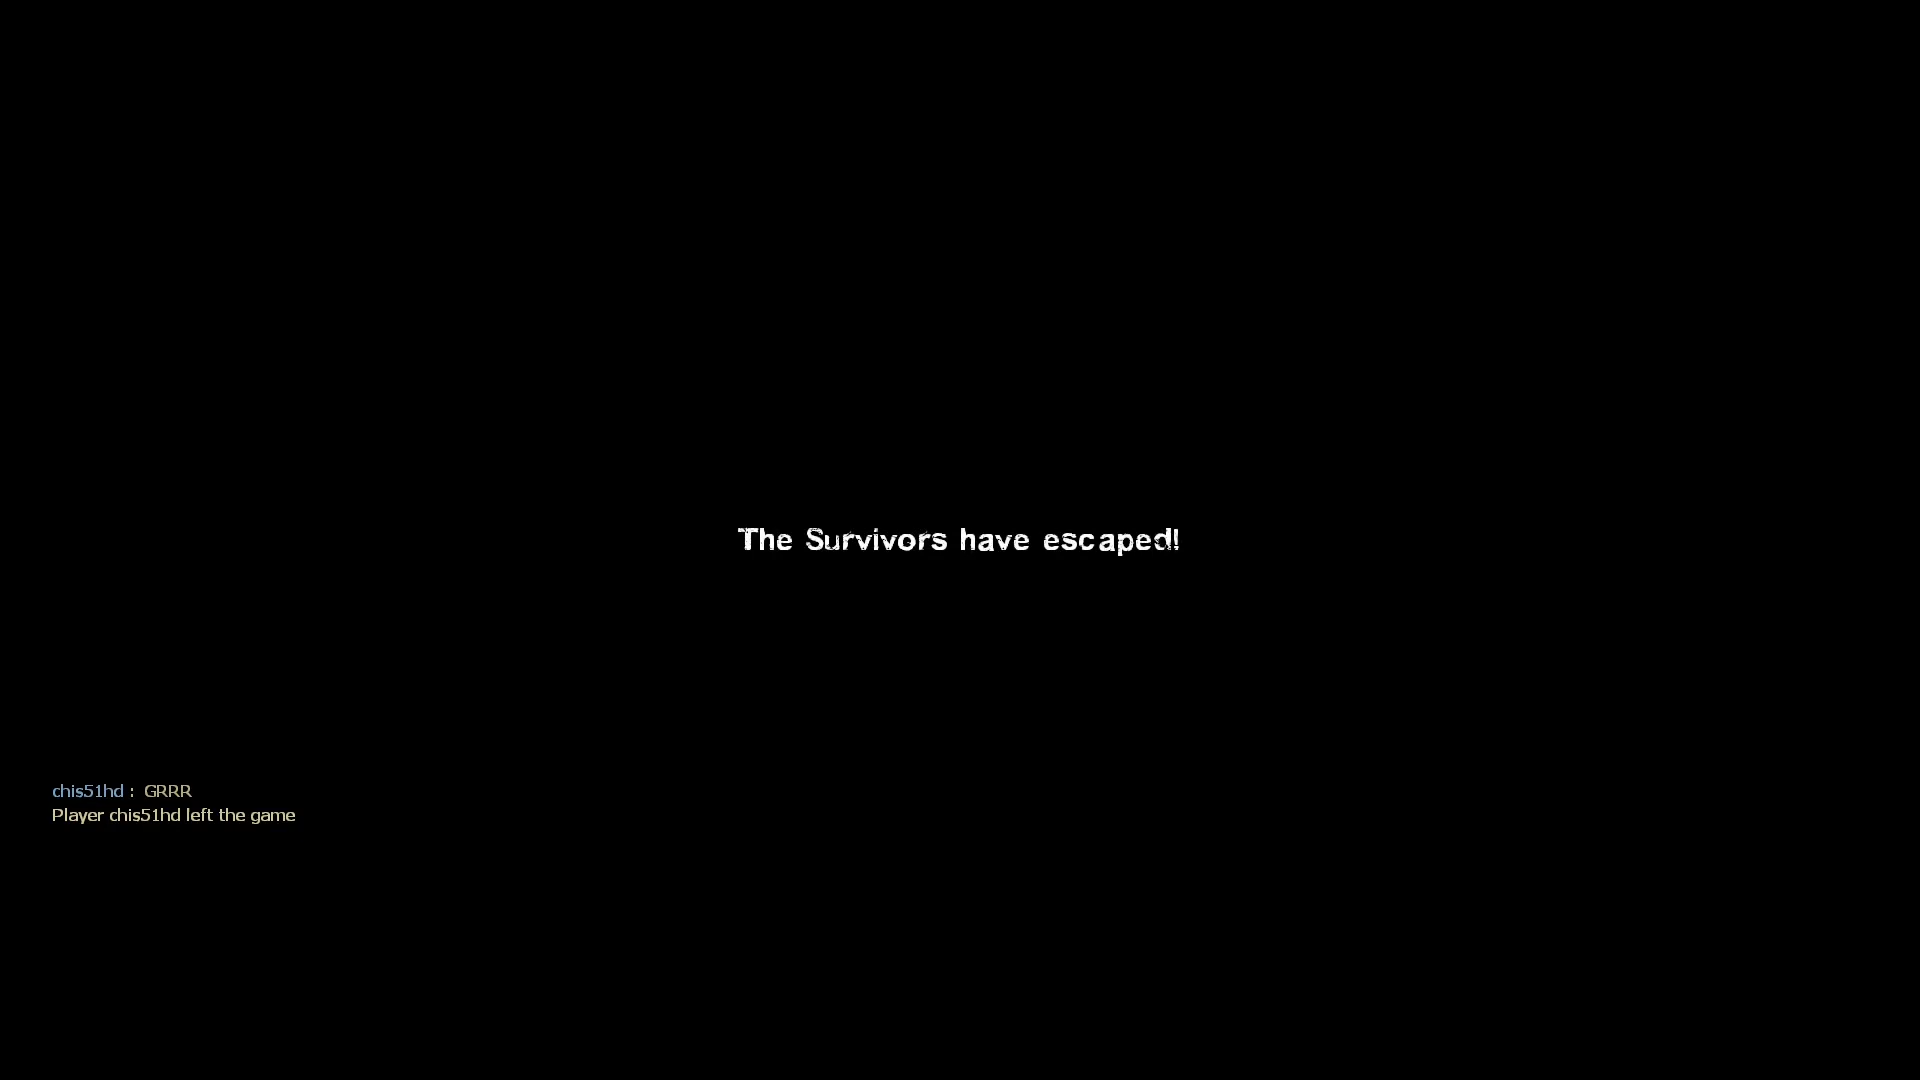 The Survivors have escaped!
chis51hd : GRRR
Player chis51hd left the game